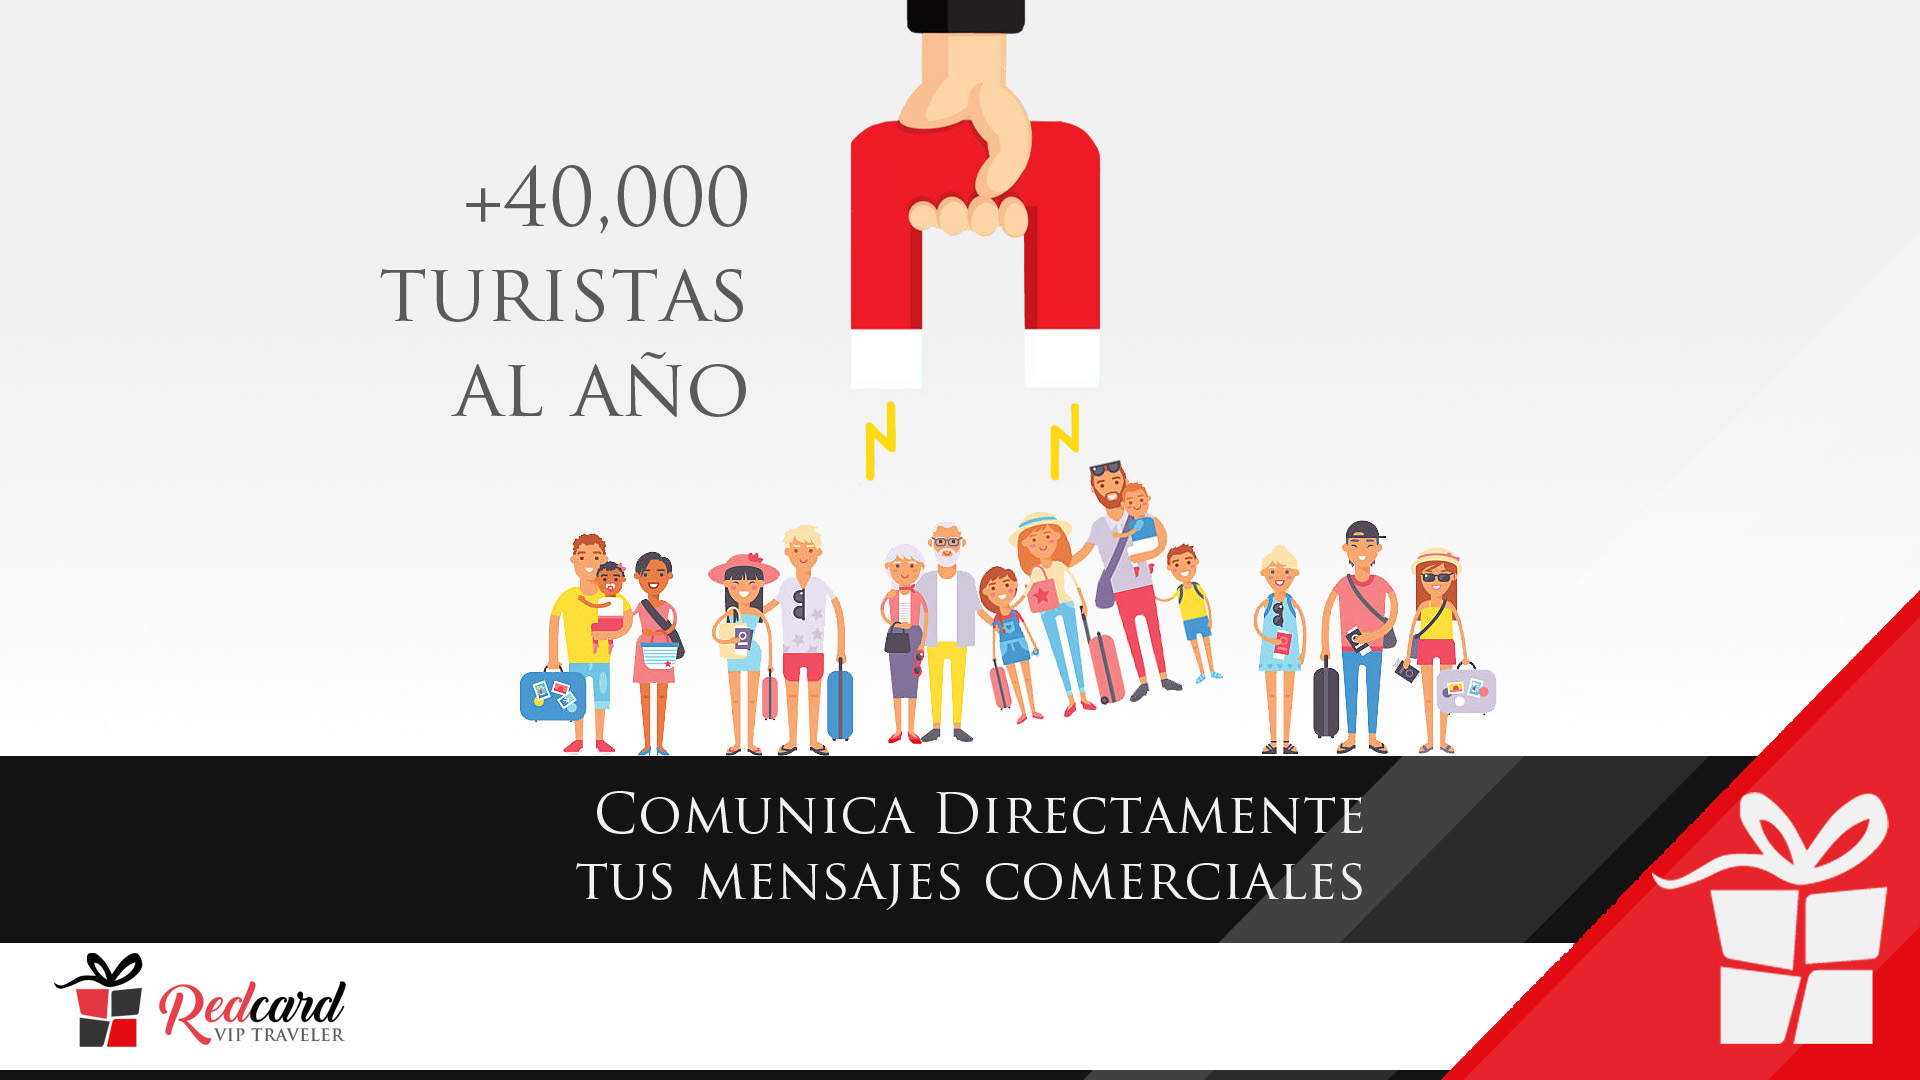 +40,000
TURISTAS
AL AÑO
COMUNICA DIRECTAMENTE
TUS MENSAJES COMERCIALES
Redcard
VIP TRAVELER